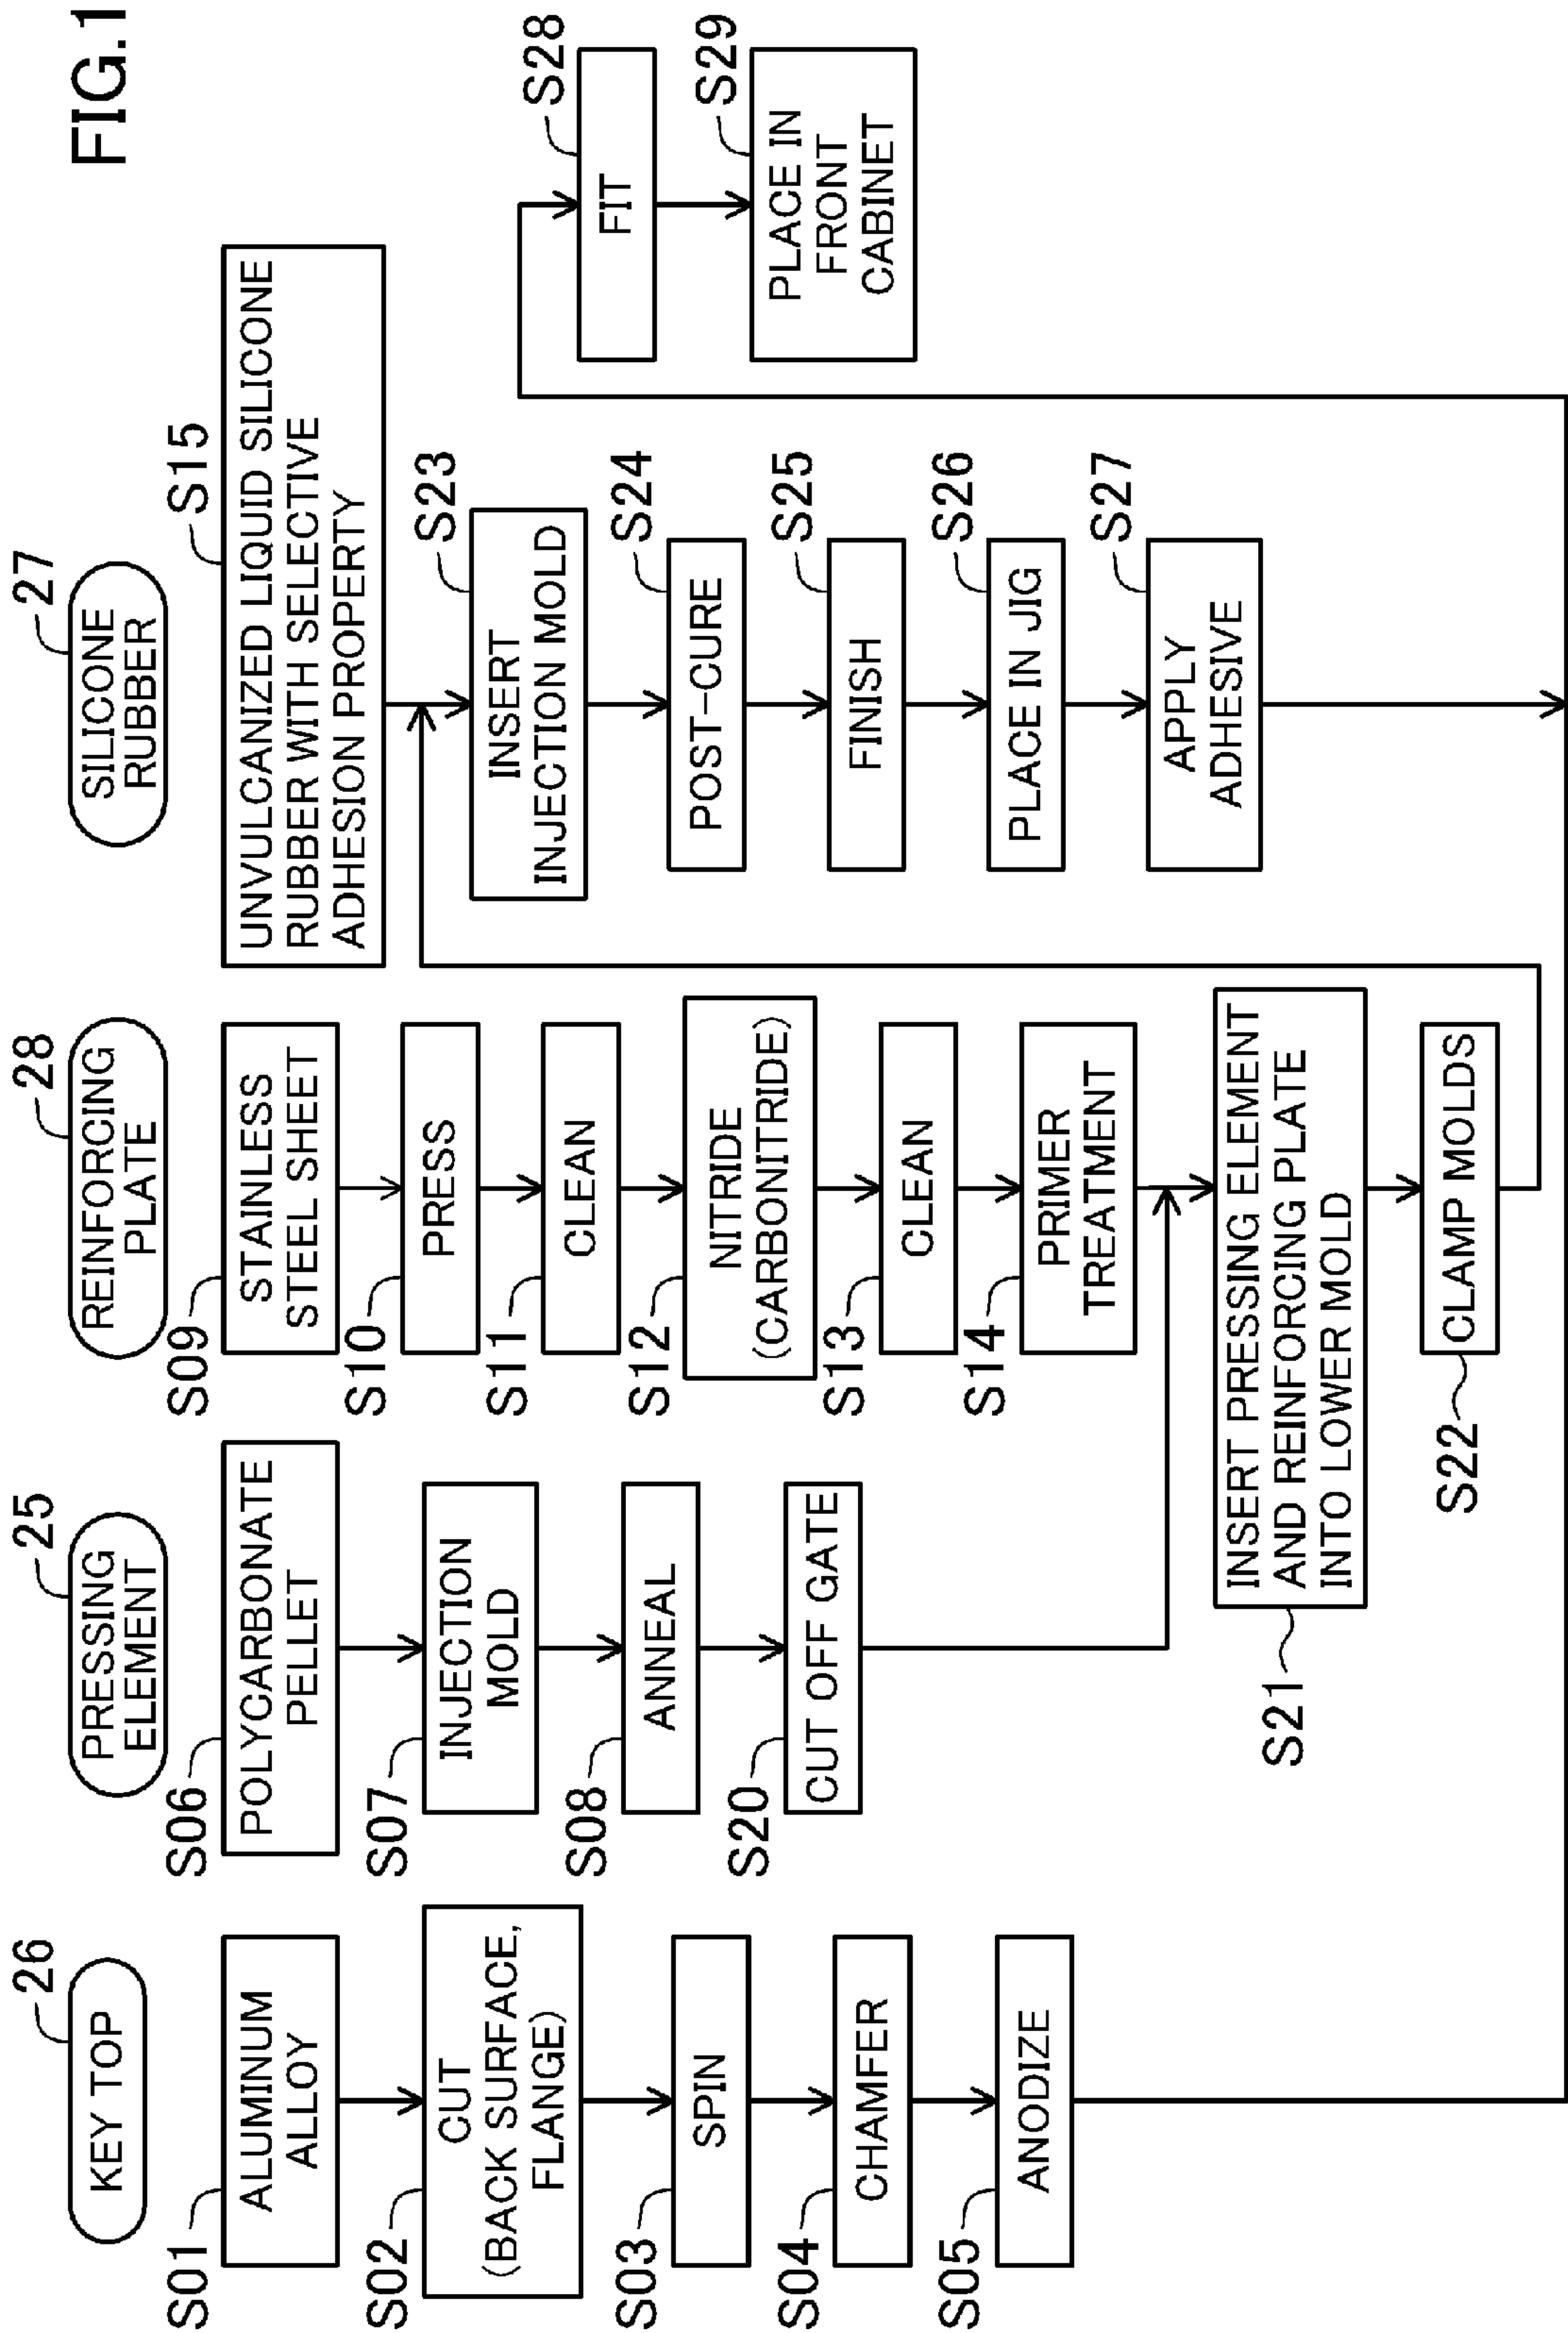 FIG.1
26
KEY TOP
S01
ALUMINUM
ALLOY
S02
CUT
(BACK SURFACE,
FLANGE)
S03
SPIN
S04
CHAMFER
S05
ANODIZE
25
PRESSING
ELEMENT
S06
POLYCARBONATE
PELLET
S07
INJECTION
MOLD
S08
ANNEAL
S20
CUT OFF GATE
28
REINFORCING
PLATE
S09
STAINLESS
STEEL SHEET
S10
PRESS
S11
CLEAN
S12
NITRIDE
(CARBONITRIDE)
S13
CLEAN
S14
PRIMER
TREATMENT
S21
INSERT PRESSING ELEMENT
AND REINFORCING PLATE
INTO LOWER MOLD
S22
CLAMP MOLDS
27
SILICONE
RUBBER
S15
UNVULCANIZED LIQUID SILICONE
RUBBER WITH SELECTIVE
ADHESION PROPERTY
S23
INSERT
INJECTION MOLD
S24
POST-CURE
S25
FINISH
S26
PLACE IN JIG
S27
APPLY
ADHESIVE
S28
FIT
S29
PLACE IN
FRONT
CABINET